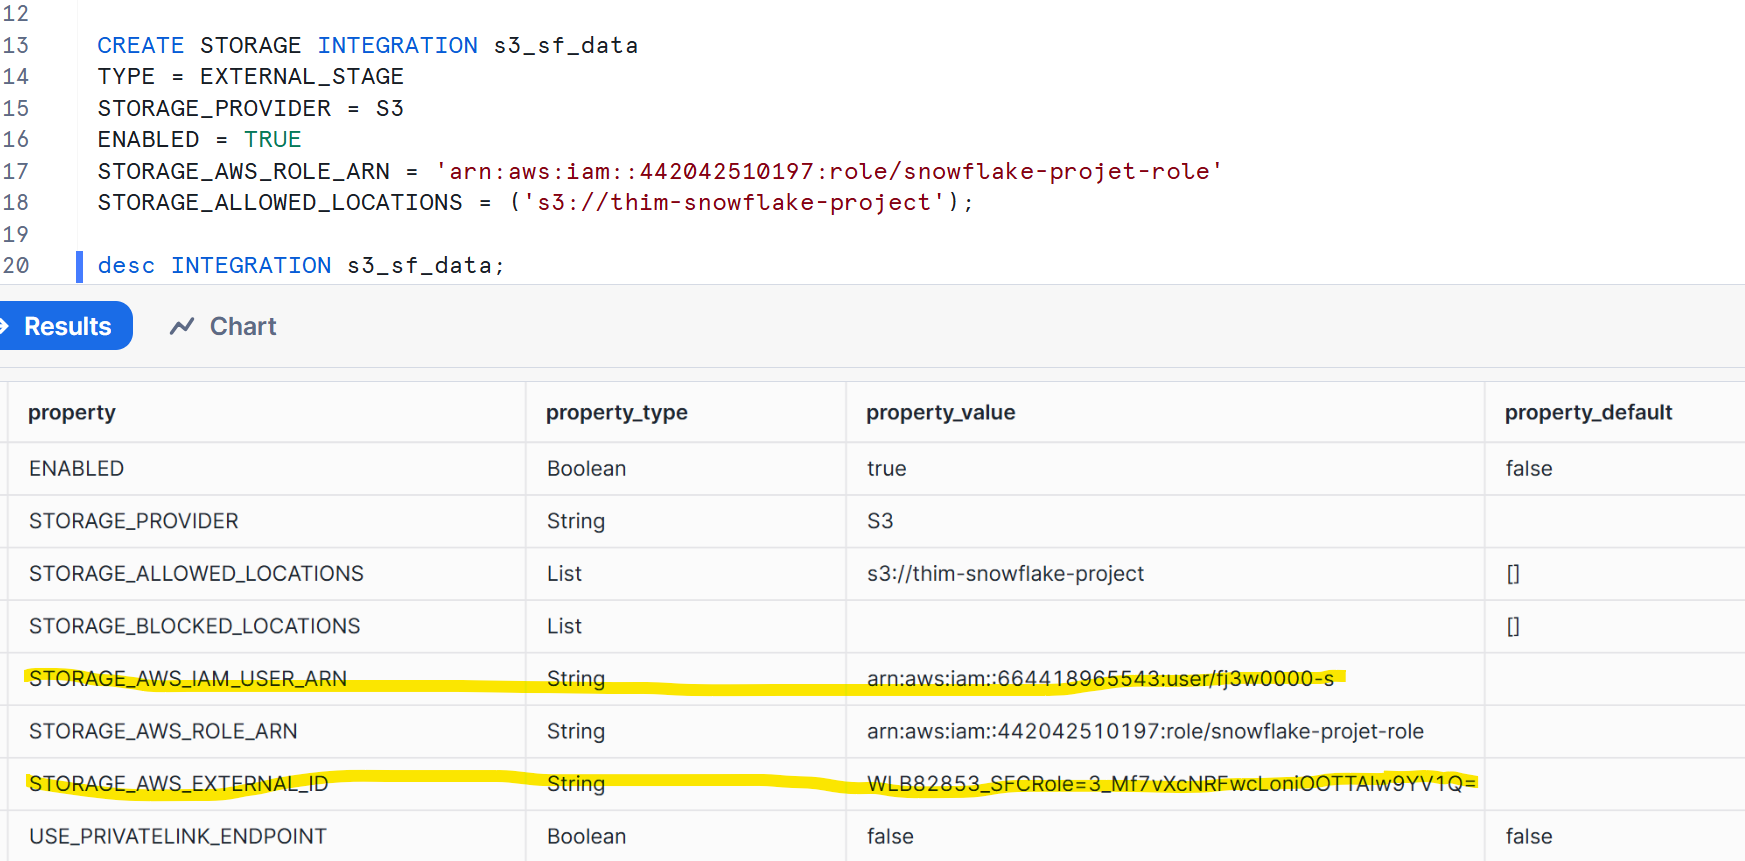 12
13 CREATE STORAGE INTEGRATION s3_sf_data
14 TYPE = EXTERNAL_STAGE
15 STORAGE_PROVIDER = S3
16 ENABLED = TRUE
17 STORAGE_AWS_ROLE_ARN = 'arn:aws:iam::442042510197:role/snowflake-projet-role'
18 STORAGE_ALLOWED_LOCATIONS = ('s3://thim-snowflake-project');
19
20 desc INTEGRATION s3_sf_data;
Results Chart
property property_type property_value property_default
ENABLED Boolean true false
STORAGE_PROVIDER String S3
STORAGE_ALLOWED_LOCATIONS List s3://thim-snowflake-project []
STORAGE_BLOCKED_LOCATIONS List []
STORAGE_AWS_IAM_USER_ARN String arn:aws:iam::664418965543:user/fj3w0000-s
STORAGE_AWS_ROLE_ARN String arn:aws:iam::442042510197:role/snowflake-projet-role
STORAGE_AWS_EXTERNAL_ID String WLB82853_SFCRole=3_Mf7vXcNRFwcLoniOOTTAlw9YV1Q=
USE_PRIVATELINK_ENDPOINT Boolean false false